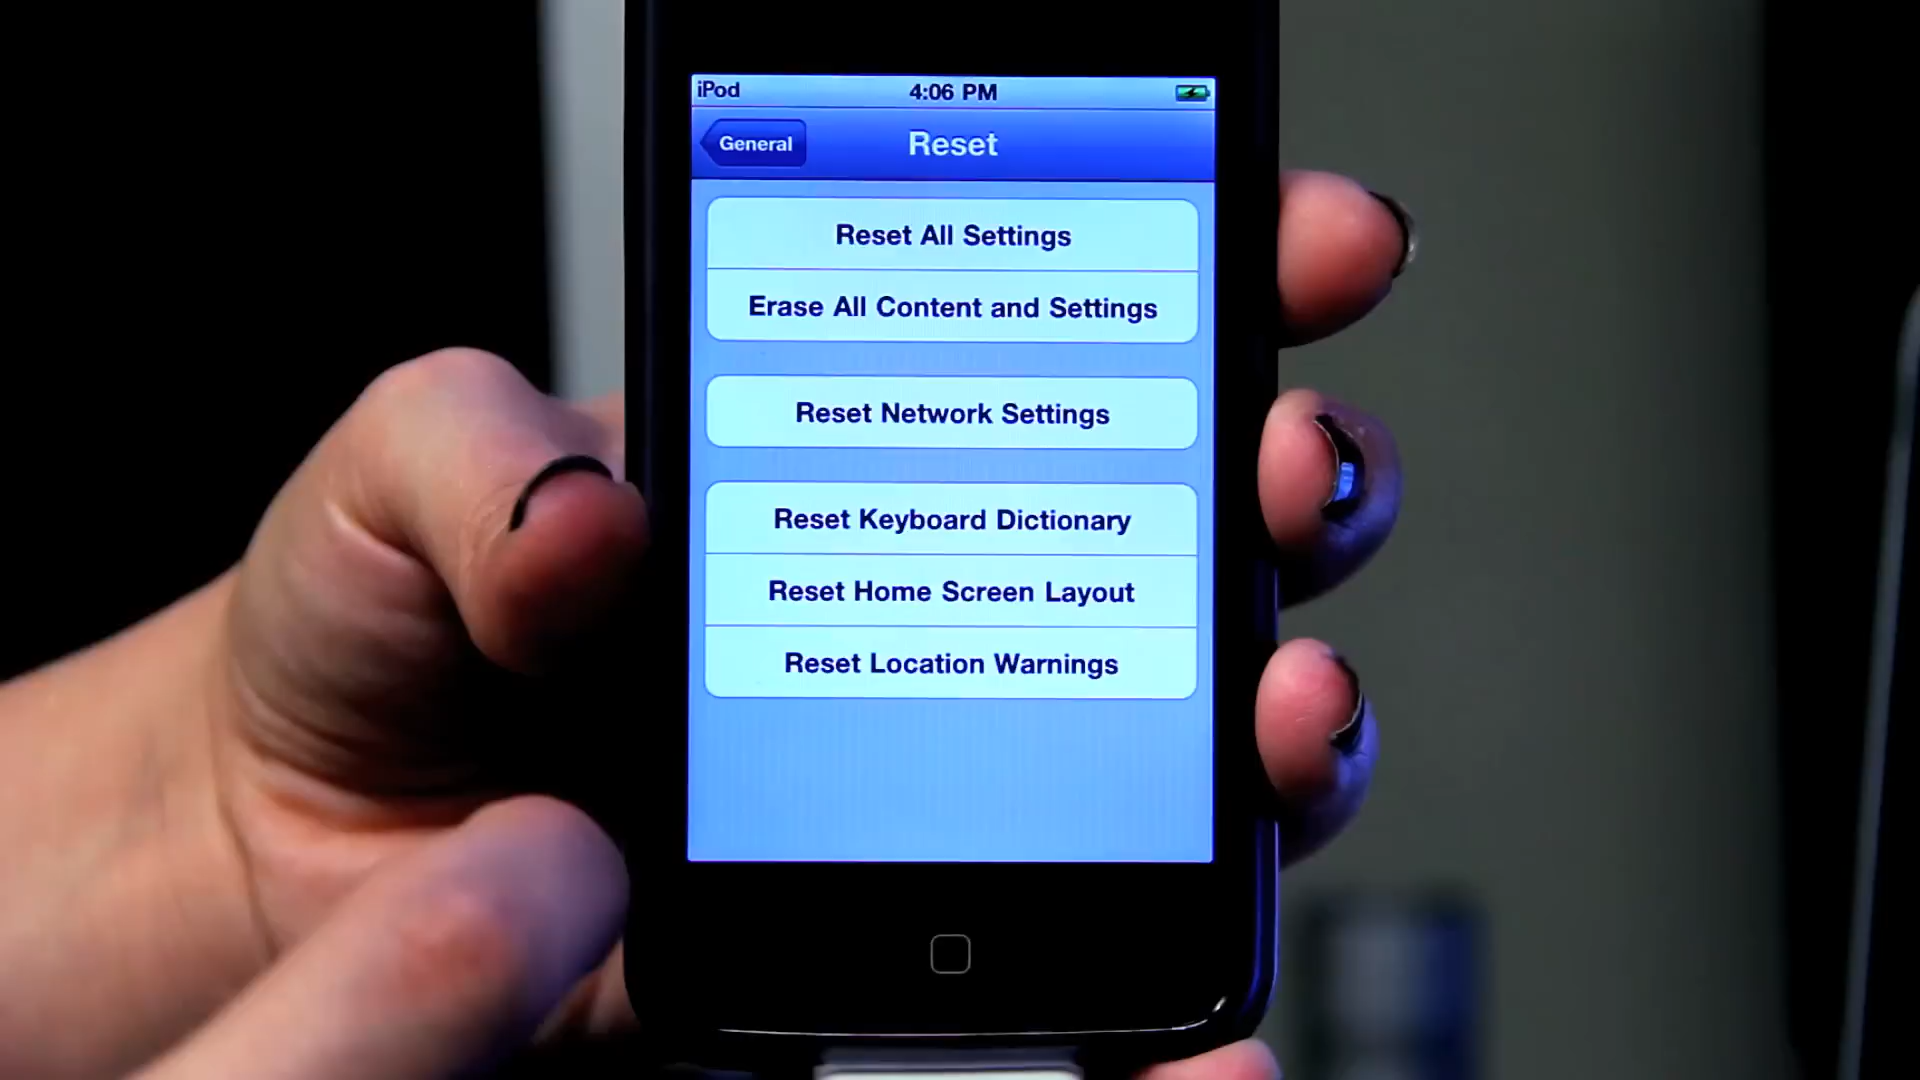 iPod 4:06 PM
General Reset
Reset All Settings
Erase All Content and Settings
Reset Network Settings
Reset Keyboard Dictionary
Reset Home Screen Layout
Reset Location Warnings